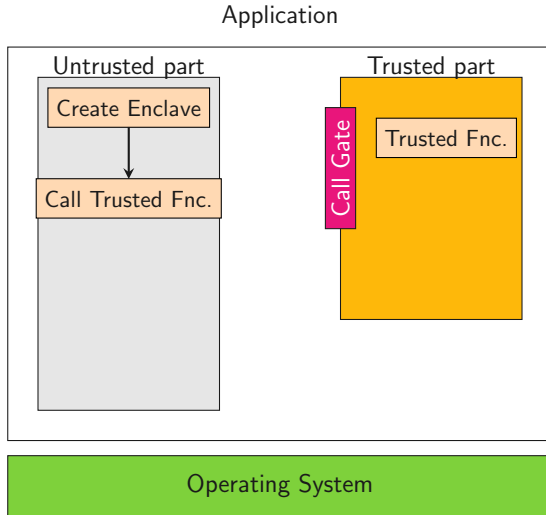 Application
Untrusted part
Trusted part
Create Enclave
Call Gate
Trusted Fnc.
Call Trusted Fnc.
Operating System